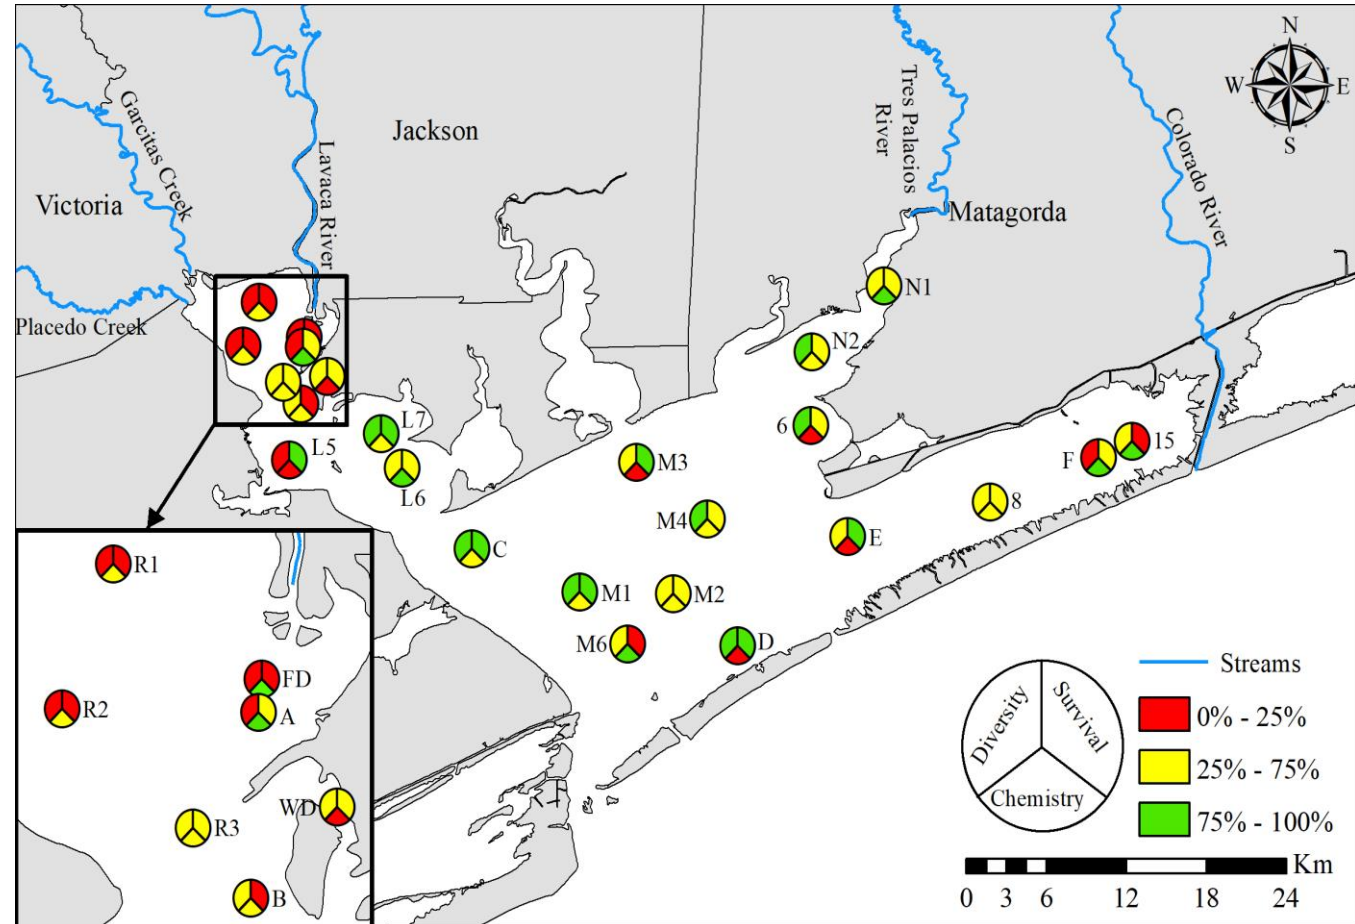 N
W
E
S
Garcitas Creek
Lavaca River
Jackson
Tres Palacios
River
Colorado River
Victoria
Matagorda
Placedo Creek
N1
N2
L7
L5
L6
6
15
F
M3
M4
8
E
C
M1
M2
M6
D
R1
FD
A
R2
WD
R3
B
Streams
Diversity
Survival
Chemistry
0% - 25%
25% - 75%
75% - 100%
Km
0 3 6 12 18 24